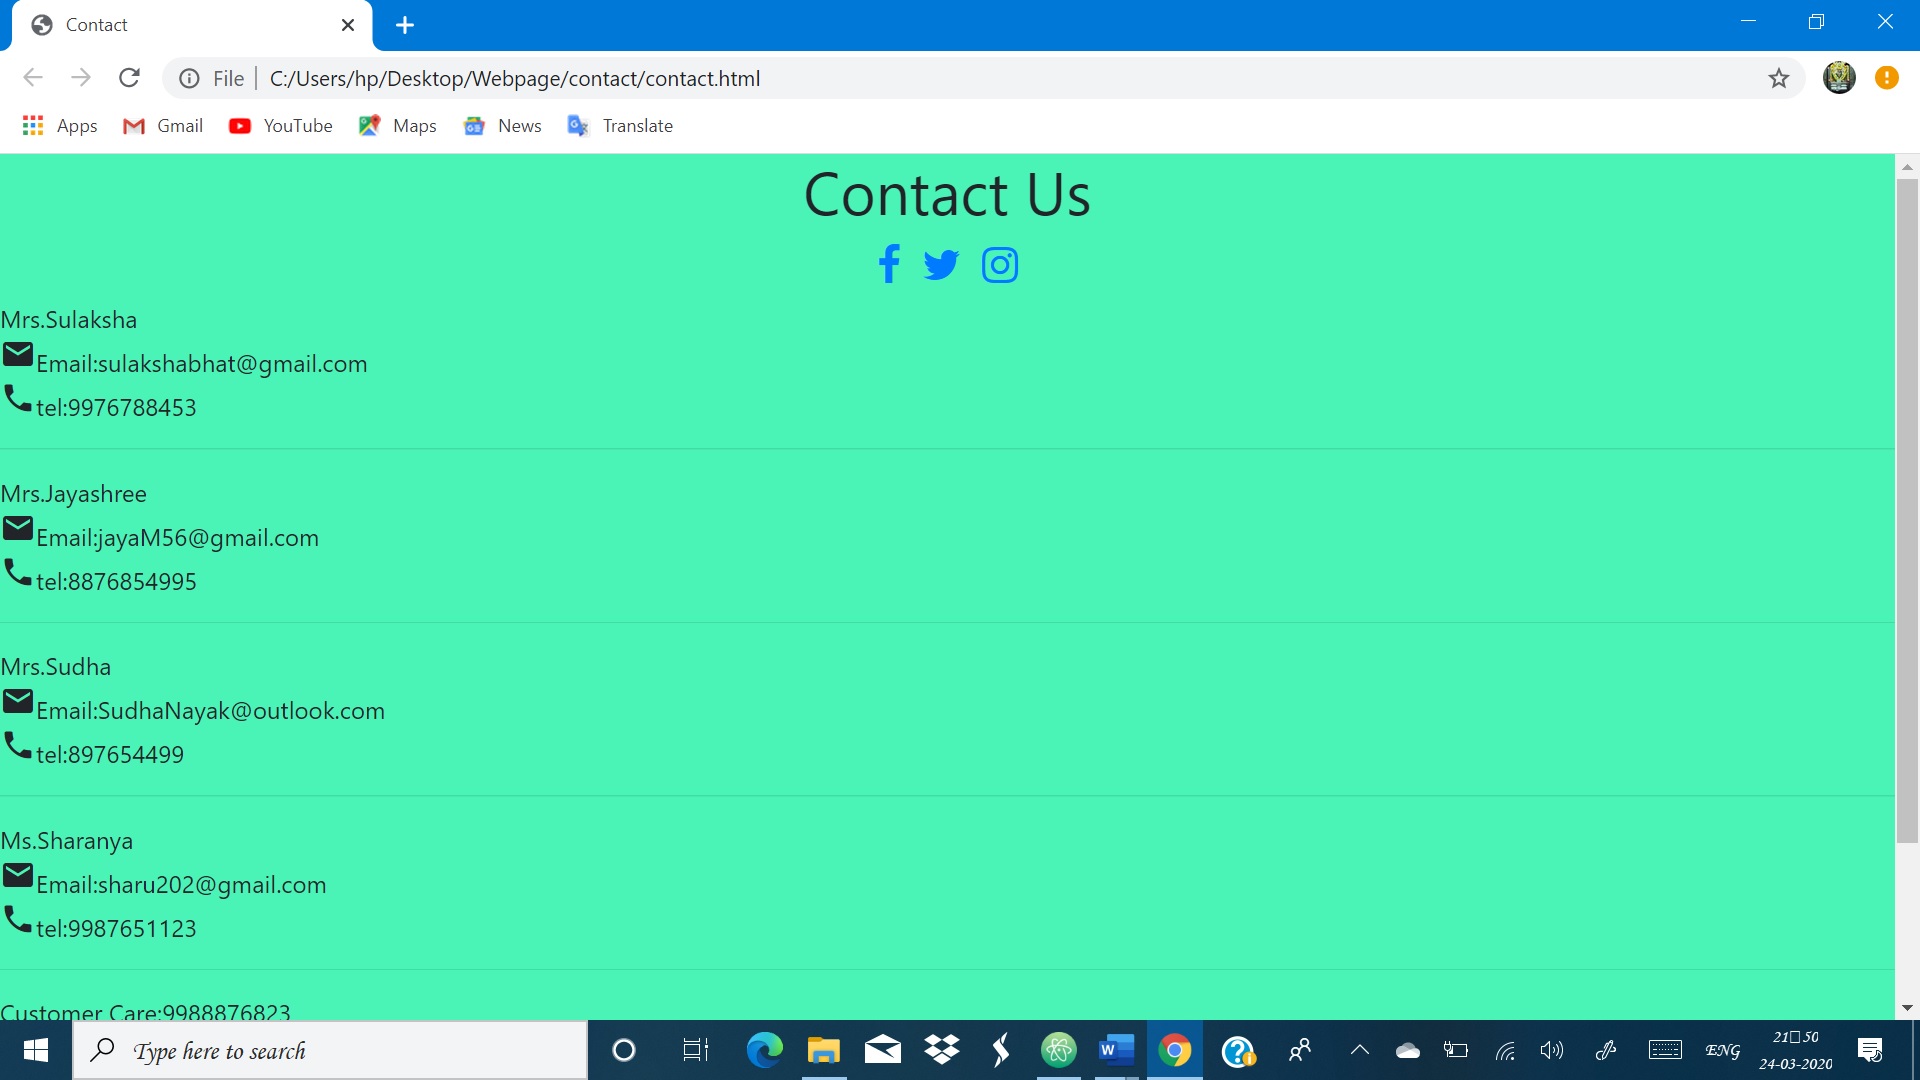 Contact
File C:/Users/hp/Desktop/Webpage/contact/contact.html
Apps Gmail YouTube Maps News Translate
Contact Us
Mrs.Sulaksha
Email:sulakshabhat@gmail.com
tel:9976788453
Mrs.Jayashree
Email:jayaM56@gmail.com
tel:8876854995
Mrs.Sudha
Email:SudhaNayak@outlook.com
tel:897654499
Ms.Sharanya
Email:sharu202@gmail.com
tel:9987651123
Customer Care:9988876823
Type here to search
ENG
21□50
24-03-2020